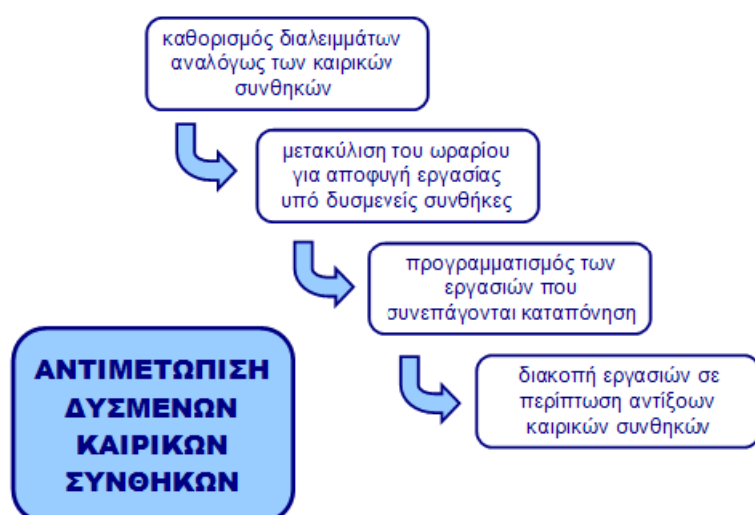 καθορισμός διαλειμμάτων
αναλόγως των καιρικών
συνθηκών
μετακύλιση του ωραρίου
για αποφυγή εργασίας
υπό δυσμενείς συνθήκες
προγραμματισμός των
εργασιών που
συνεπάγονται καταπόνηση
διακοπή εργασιών σε
περίπτωση αντίξοων
καιρικών συνθηκών
ΑΝΤΙΜΕΤΩΠΙΣΗ
ΔΥΣΜΕΝΩΝ
ΚΑΙΡΙΚΩΝ
ΣΥΝΘΗΚΩΝ